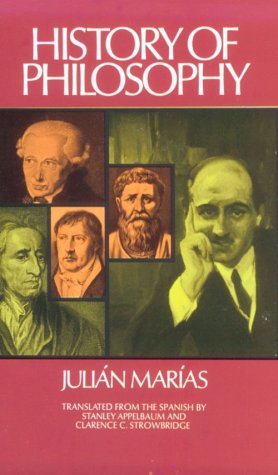 HISTORY OF
PHILOSOPHY
JULIÁN MARÍAS
TRANSLATED FROM THE SPANISH BY
STANLEY APPELBAUM AND
CLARENCE C. STROWBRIDGE